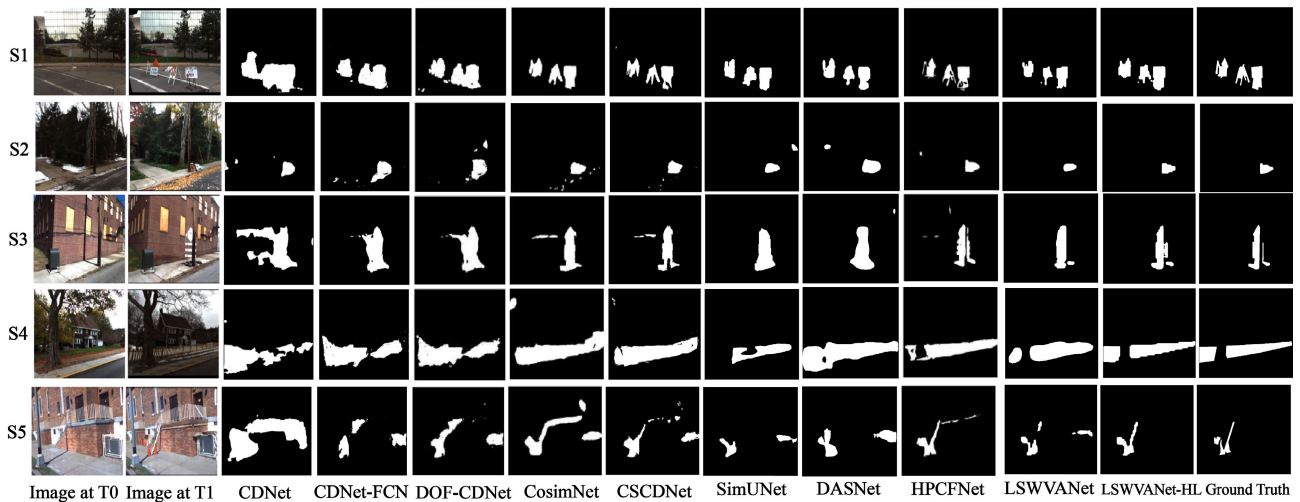 S1
S2
S3
S4
S5
Image at T0 Image at T1 CDNet CDNet-FCN DOF-CDNet CosimNet CSCDNet SimUNet DASNet HPCFNet LSWVANet LSWVANet-HL Ground Truth